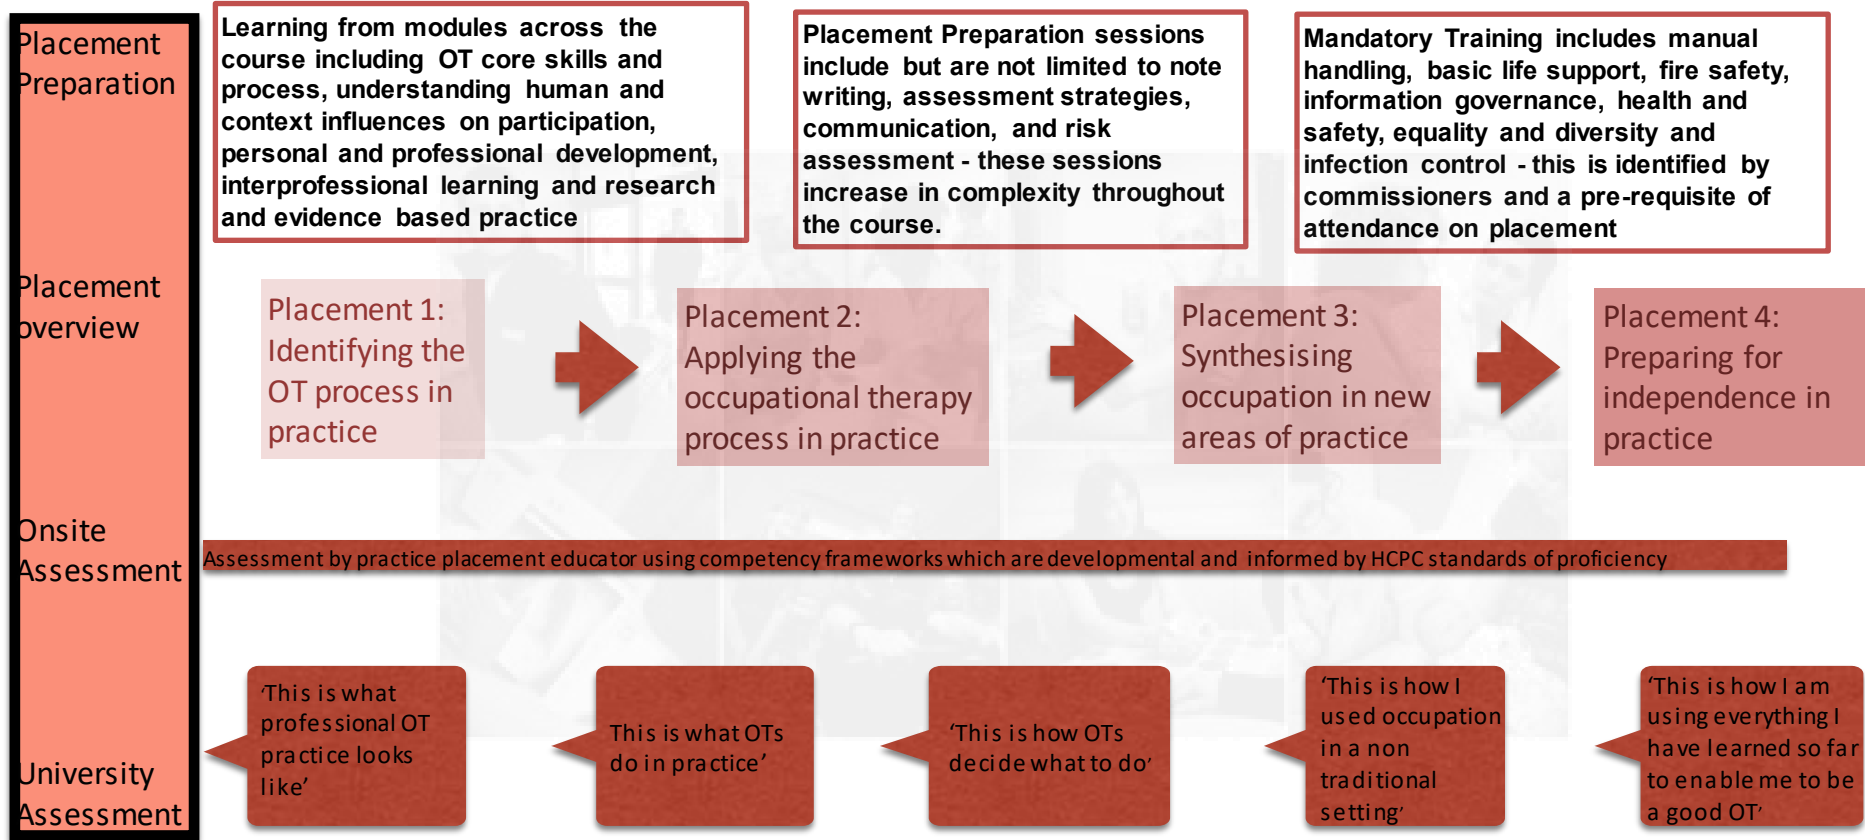 Placement
Preparation
Learning from modules across the
course including OT core skills and
process, understanding human and
context influences on participation,
personal and professional development,
interprofessional learning and research
and evidence based practice
Placement Preparation sessions
include but are not limited to note
writing, assessment strategies,
communication, and risk
assessment - these sessions
increase in complexity throughout
the course.
Mandatory Training includes manual
handling, basic life support, fire safety,
information governance, health and
safety, equality and diversity and
infection control - this is identified by
commissioners and a pre-requisite of
attendance on placement
Placement
overview
Placement 1:
Identifying the
OT process in
practice
Placement 2:
Applying the
occupational therapy
process in practice
Placement 3:
Synthesising
occupation in new
areas of practice
Placement 4:
Preparing for
independence in
practice
Onsite
Assessment
Assessment by practice placement educator using competency frameworks which are developmental and informed by HCPC standards of proficiency
University
Assessment
‘This is what
professional OT
practice looks
like’
This is what OTs
do in practice’
‘This is how OTs
decide what to do’
‘This is how I
used occupation
in a non
traditional
setting’
‘This is how I am
using everything I
have learned so far
to enable me to be
a good OT’